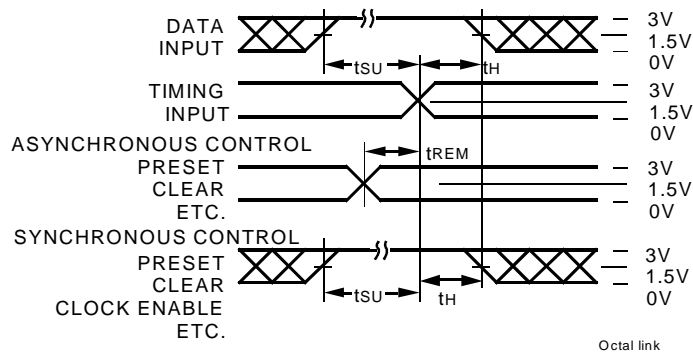 DATA
INPUT
3V
1.5V
0V
tSU
tH
TIMING
INPUT
3V
1.5V
0V
ASYNCHRONOUS CONTROL
PRESET
CLEAR
ETC.
tREM
3V
1.5V
0V
SYNCHRONOUS CONTROL
PRESET
CLEAR
CLOCK ENABLE
ETC.
tSU
tH
3V
1.5V
0V
Octal link